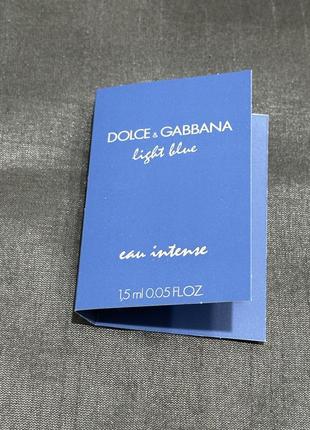 DOLCE & GABBANA
light blue
eau intense
1,5 ml 0.05 FL.OZ